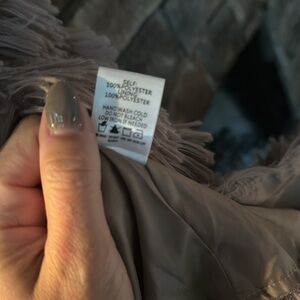 SELF:
100%POLYESTER
LINING:
100%POLYESTER
HAND WASH COLD
DO NOT BLEACH
LOW IRON IF NEEDED